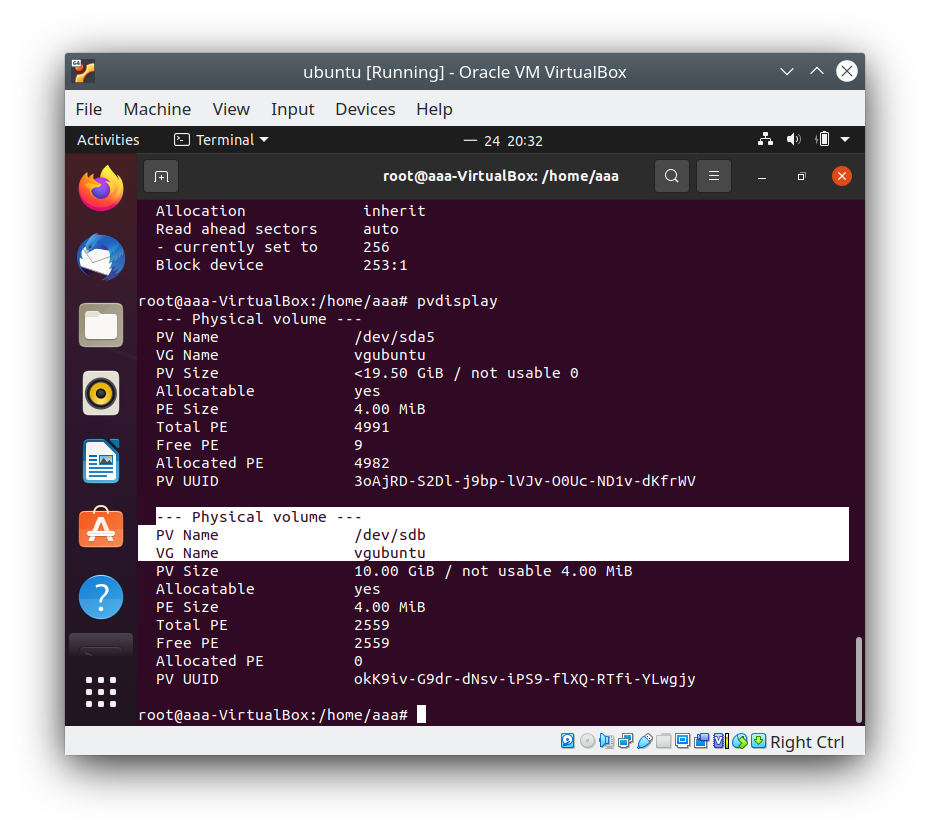 ubuntu [Running] - Oracle VM VirtualBox
File Machine View Input Devices Help
Activities Terminal — 24 20:32
root@aaa-VirtualBox: /home/aaa
Allocation inherit
Read ahead sectors auto
- currently set to 256
Block device 253:1
root@aaa-VirtualBox:/home/aaa# pvdisplay
--- Physical volume ---
PV Name /dev/sda5
VG Name vgubuntu
PV Size <19.50 GiB / not usable 0
Allocatable yes
PE Size 4.00 MiB
Total PE 4991
Free PE 9
Allocated PE 4982
PV UUID 3oAjRD-S2Dl-j9bp-lVJv-O0Uc-ND1v-dKfrWV
--- Physical volume ---
PV Name /dev/sdb
VG Name vgubuntu
PV Size 10.00 GiB / not usable 4.00 MiB
Allocatable yes
PE Size 4.00 MiB
Total PE 2559
Free PE 2559
Allocated PE 0
PV UUID okK9iv-G9dr-dNsv-iPS9-flXQ-RTfi-YLwgjy
root@aaa-VirtualBox:/home/aaa#
Right Ctrl